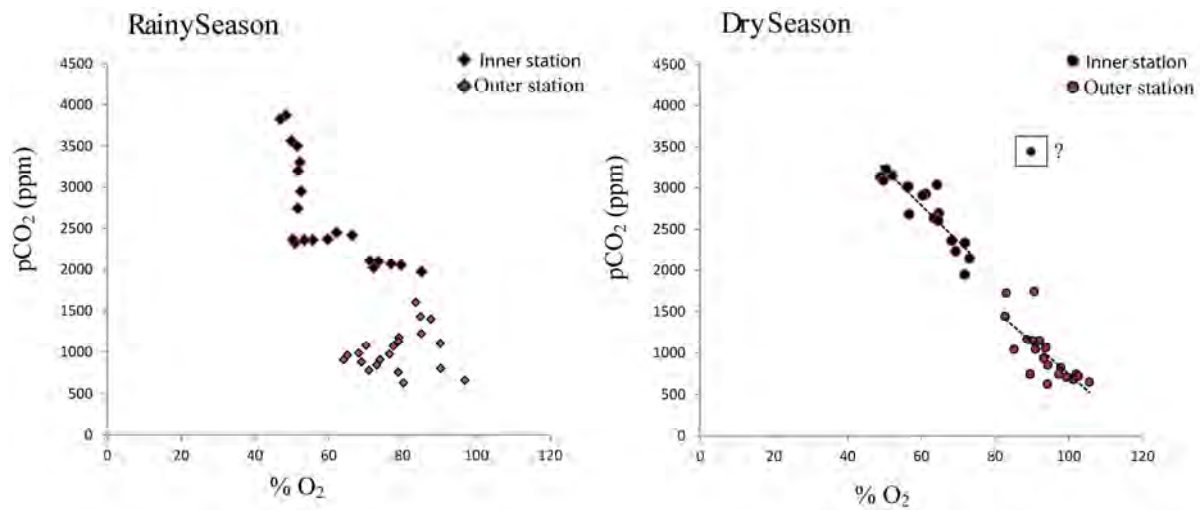 RainySeason
Inner station
Outer station
4500
4000
3500
3000
2500
2000
1500
1000
500
0
0 20 40 60 80 100 120
pCO₂ (ppm)
% O₂
DrySeason
Inner station
Outer station
4500
4000
3500
3000
2500
2000
1500
1000
500
0
0 20 40 60 80 100 120
pCO₂ (ppm)
% O₂
?